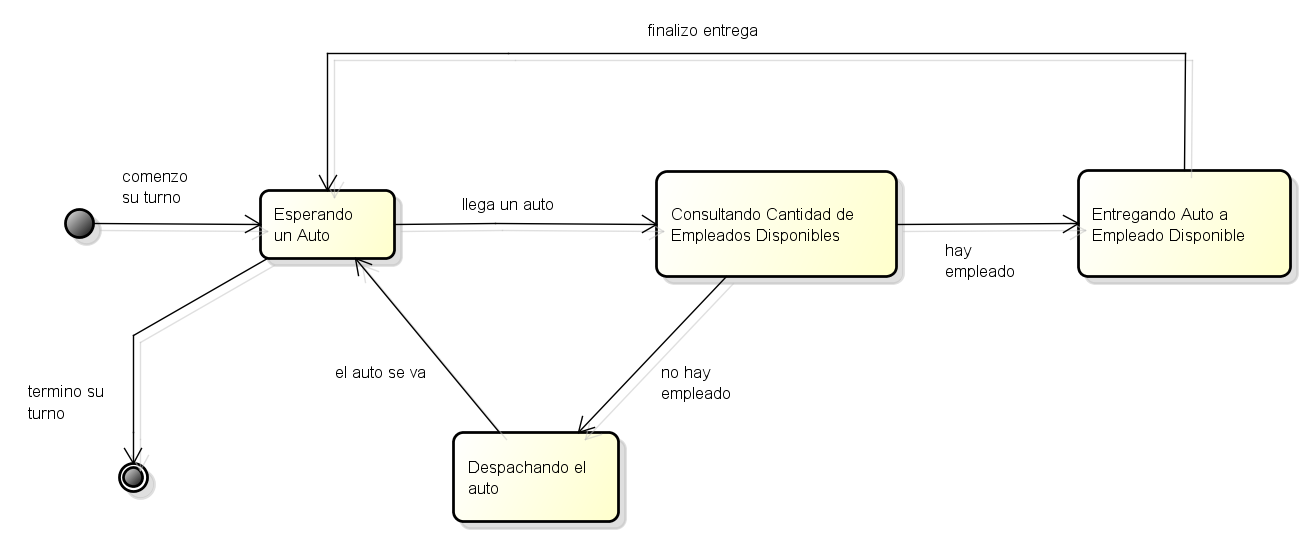 finalizo entrega
comenzo
su turno
Esperando
un Auto
llega un auto
Consultando Cantidad de
Empleados Disponibles
hay
empleado
Entregando Auto a
Empleado Disponible
el auto se va
no hay
empleado
termino su
turno
Despachando el
auto